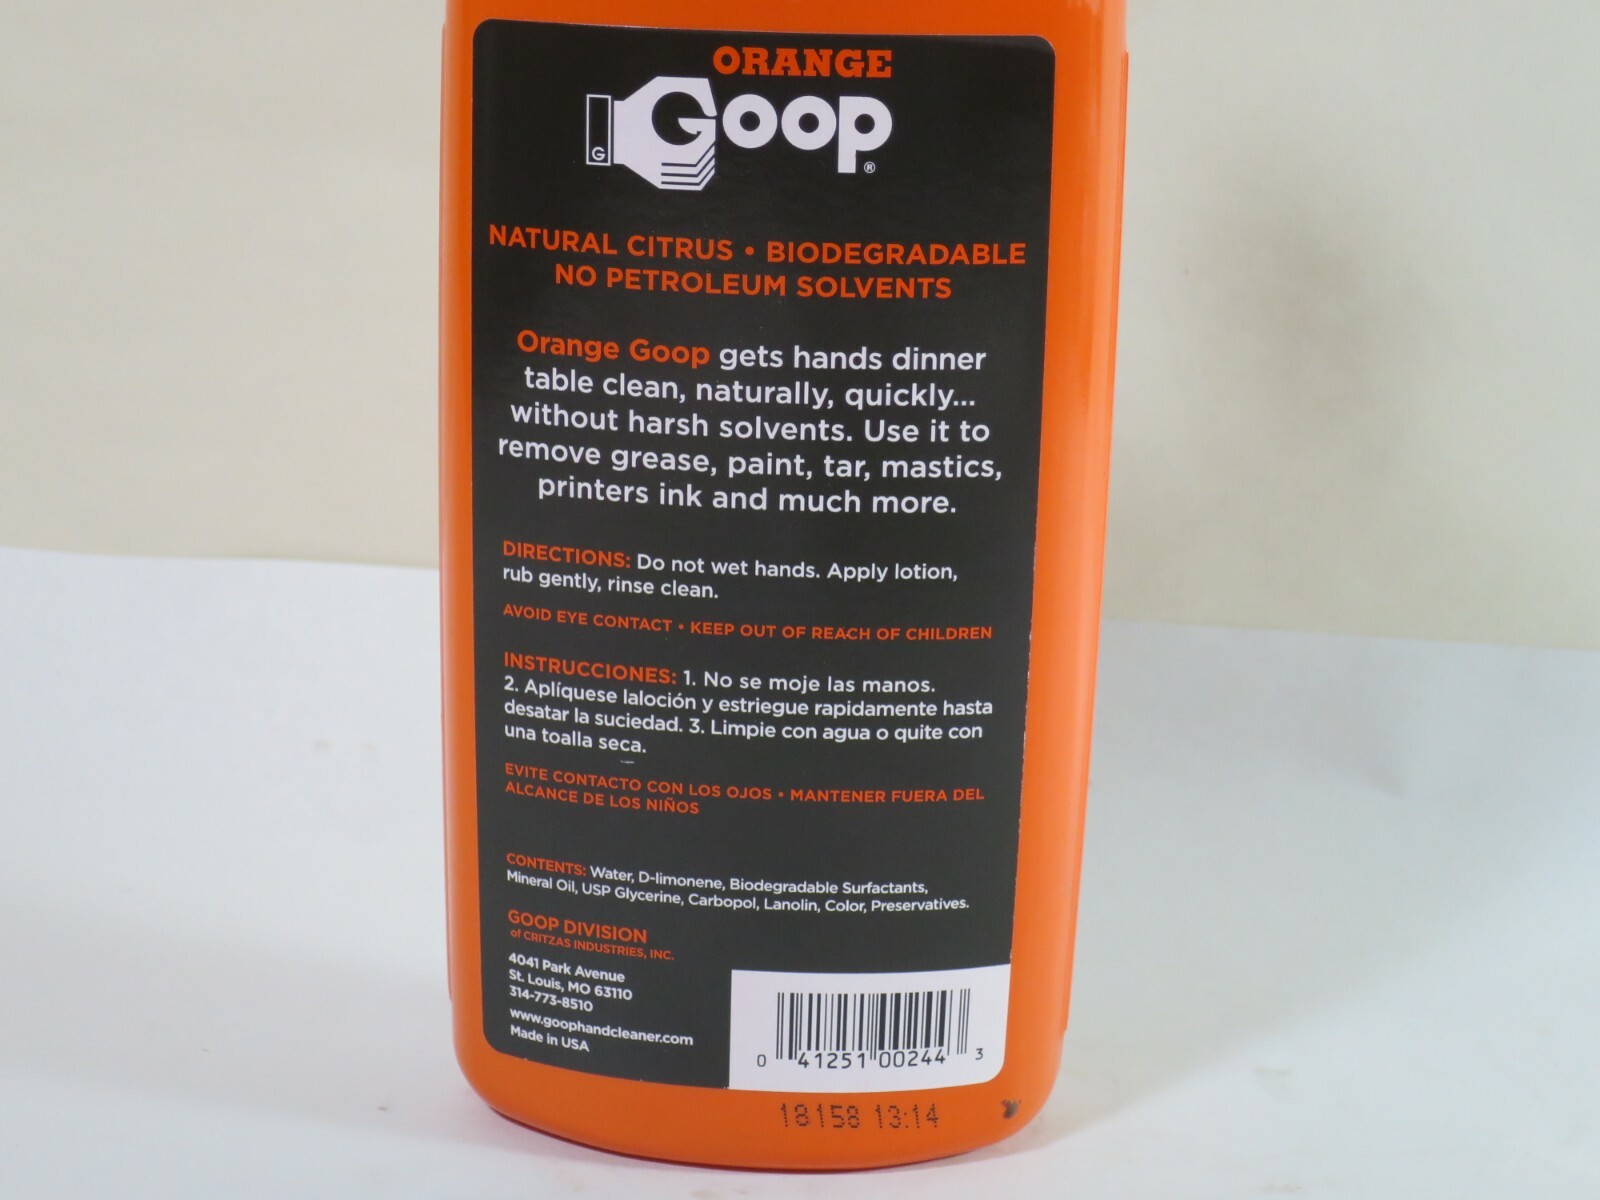 ORANGE
Goop®
G
NATURAL CITRUS • BIODEGRADABLE
NO PETROLEUM SOLVENTS
Orange Goop gets hands dinner
table clean, naturally, quickly...
without harsh solvents. Use it to
remove grease, paint, tar, mastics,
printers ink and much more.
DIRECTIONS: Do not wet hands. Apply lotion,
rub gently, rinse clean.
AVOID EYE CONTACT • KEEP OUT OF REACH OF CHILDREN
INSTRUCCIONES: 1. No se moje las manos.
2. Aplíquese laloción y estriegue rapidamente hasta
desatar la suciedad. 3. Limpie con agua o quite con
una toalla seca.
EVITE CONTACTO CON LOS OJOS • MANTENER FUERA DEL
ALCANCE DE LOS NIÑOS
CONTENTS: Water, D-limonene, Biodegradable Surfactants,
Mineral Oil, USP Glycerine, Carbopol, Lanolin, Color, Preservatives.
GOOP DIVISION
of CRITZAS INDUSTRIES, INC.
4041 Park Avenue
St. Louis, MO 63110
314-773-8510
www.goophandcleaner.com
Made in USA
0 41251 00244 3
18158 13:14